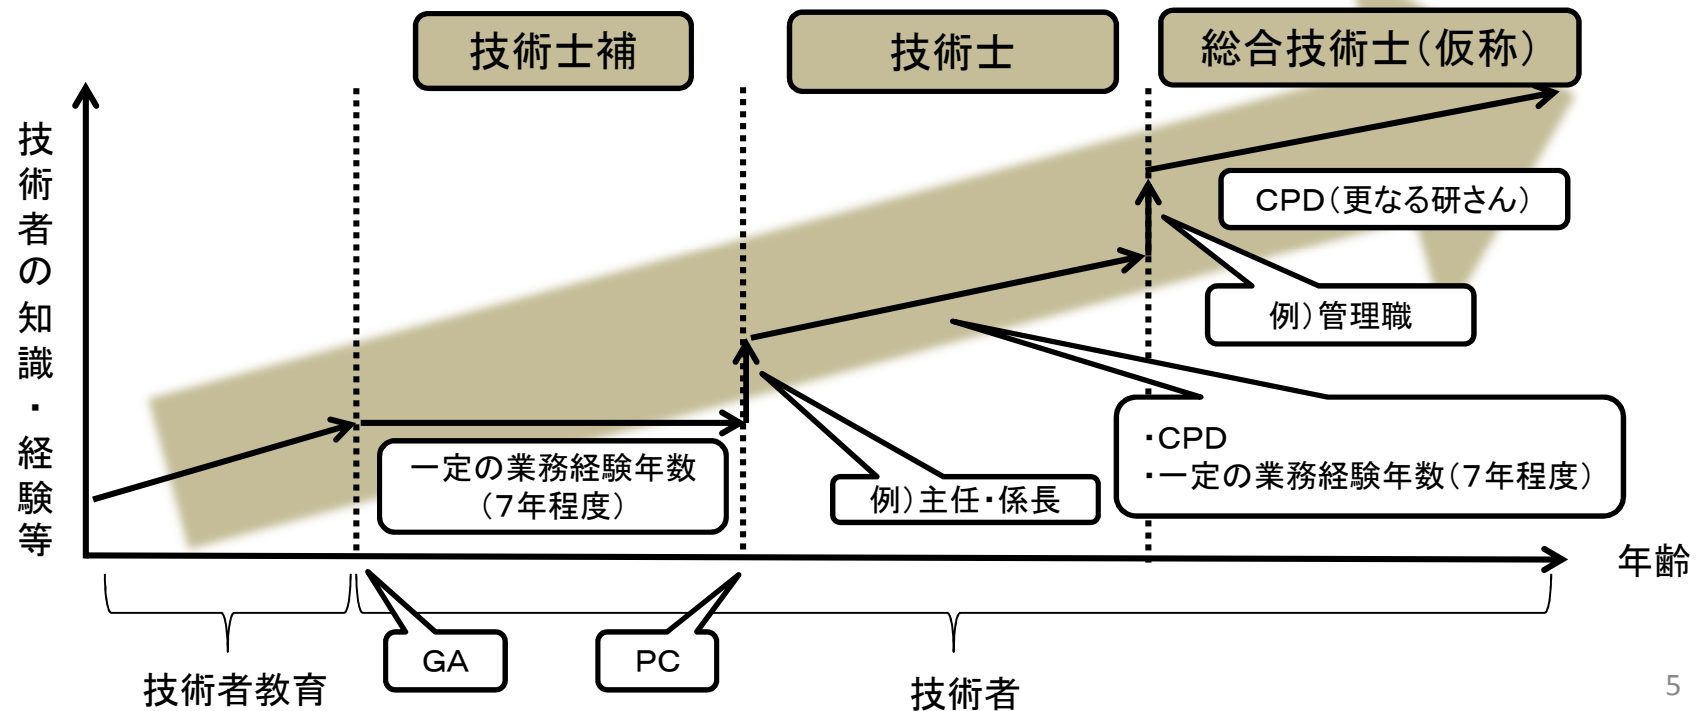 技術士補
技術士
総合技術士(仮称)
技術者の知識・経験等
CPD(更なる研さん)
例)管理職
・CPD
・一定の業務経験年数(7年程度)
一定の業務経験年数
(7年程度)
例)主任・係長
年齢
GA
PC
技術者教育
技術者
5